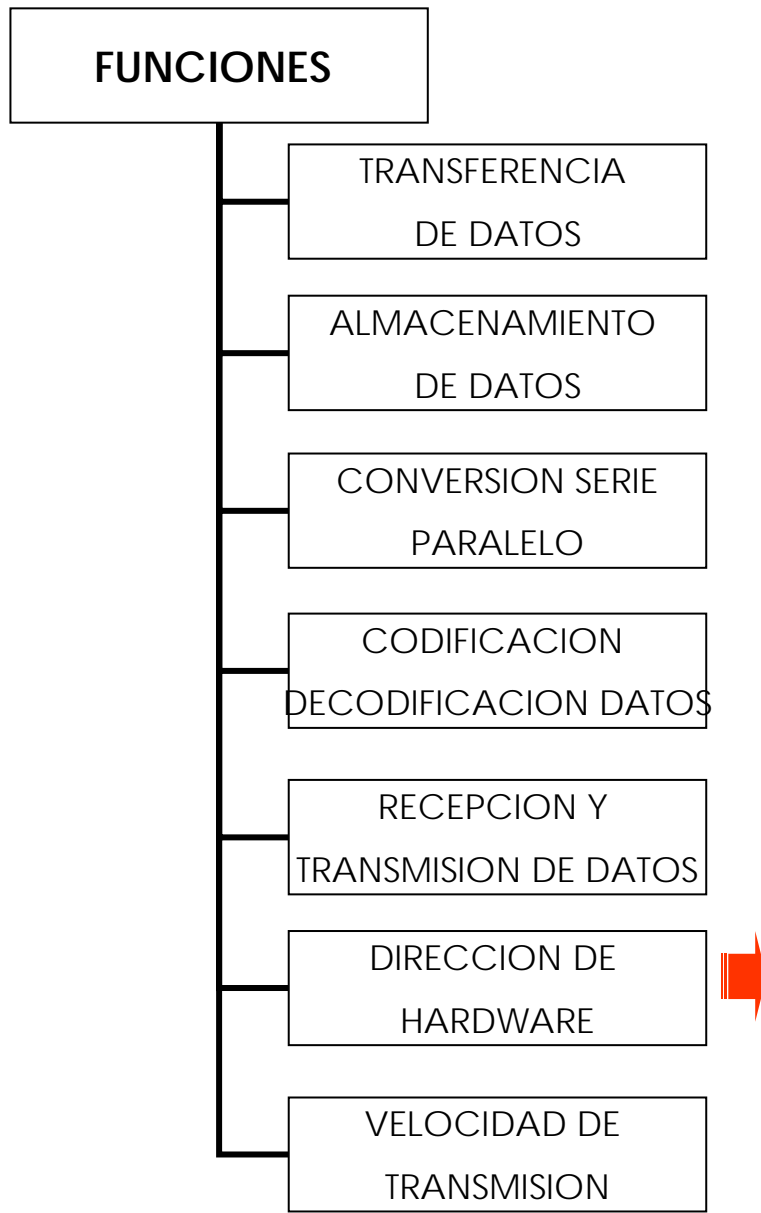 FUNCIONES
TRANSFERENCIA
DE DATOS
ALMACENAMIENTO
DE DATOS
CONVERSION SERIE
PARALELO
CODIFICACION
DECODIFICACION DATOS
RECEPCION Y
TRANSMISION DE DATOS
DIRECCION DE
HARDWARE
VELOCIDAD DE
TRANSMISION